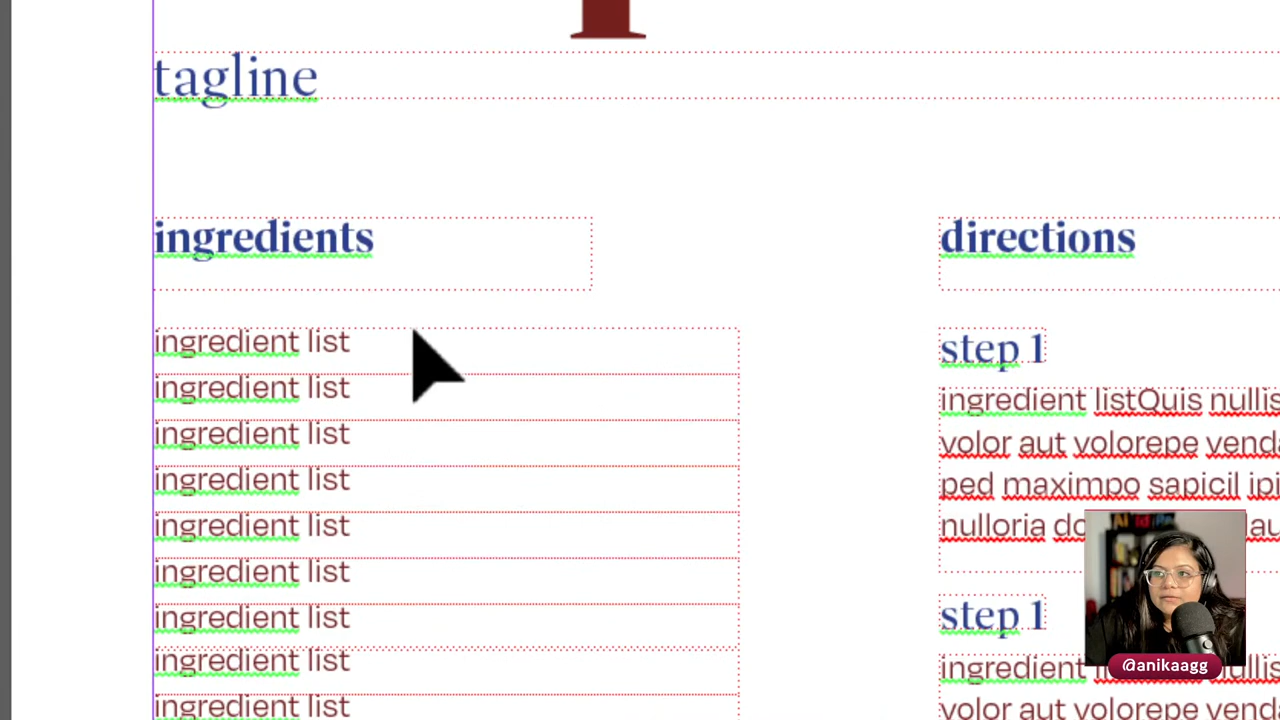 tagline
ingredients
ingredient list
ingredient list
ingredient list
ingredient list
ingredient list
ingredient list
ingredient list
ingredient list
ingredient list
directions
step 1
ingredient listQuis nullis
volor aut volorepe venda
ped maximpo sapicil ipi
nulloria
step 1
ingredient
volor aut volorepe venda
@anikaagg